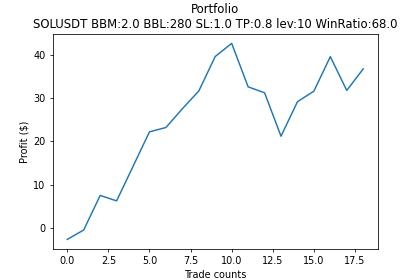 Portfolio
SOLUSDT BBM:2.0 BBL:280 SL:1.0 TP:0.8 lev:10 WinRatio:68.0
40
30
20
10
0
Profit ($)
0.0 2.5 5.0 7.5 10.0 12.5 15.0 17.5
Trade counts